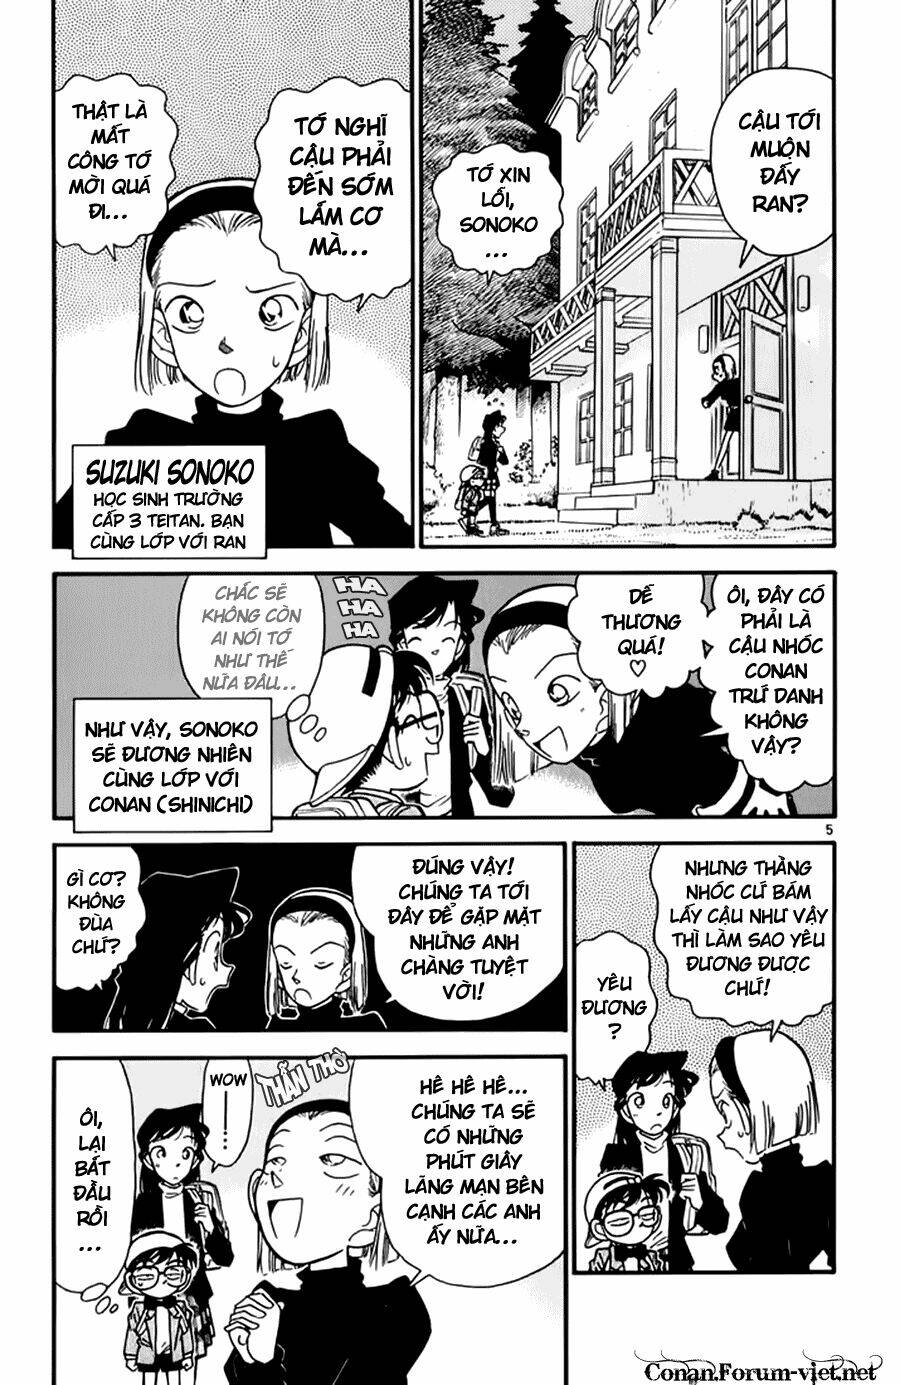 CẬU TỚI
MUỘN
ĐẤY
RAN?
TỚ XIN
LỖI,
SONOKO
...
TỚ NGHĨ
CẬU PHẢI
ĐẾN SỚM
LẮM CƠ
MÀ...
THẬT LÀ
MẤT
CÔNG TỚ
MỜI QUÁ
ĐI...
SUZUKI SONOKO
HỌC SINH TRƯỜNG
CẤP 3 TEITAN. BẠN
CÙNG LỚP VỚI RAN
ÔI, ĐÂY CÓ
PHẢI LÀ
CẬU NHÓC
CONAN
TRỨ DANH
KHÔNG
VẬY?
DỄ
THƯƠNG
QUÁ!
♡
HA
HA
HA
CHẮC SẼ
KHÔNG CÒN
AI NÓI TỚ
NHƯ THẾ
NỮA ĐÂU...
NHƯ VẬY, SONOKO
SẼ ĐƯƠNG NHIÊN
CÙNG LỚP VỚI
CONAN (SHINICHI)
5
NHƯNG THẰNG
NHÓC CỨ BÁM
LẤY CẬU NHƯ VẬY
THÌ LÀM SAO YÊU
ĐƯƠNG ĐƯỢC
CHỨ!
YÊU
ĐƯƠNG
?
ĐÚNG VẬY!
CHÚNG TA TỚI
ĐÂY ĐỂ GẶP MẶT
NHỮNG ANH
CHÀNG TUYỆT
VỜI!
GÌ CƠ?
KHÔNG
ĐÙA
CHỨ?
HÊ HÊ HÊ...
CHÚNG TA SẼ
CÓ NHỮNG
PHÚT GIÂY
LÃNG MẠN BÊN
CẠNH CÁC ANH
ẤY NỮA...
THẪN THỜ
WOW
ÔI,
LẠI
BẮT
ĐẦU
RỒI
...
Conan.Forum-viet.net